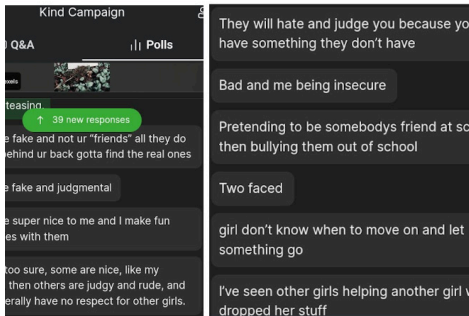 Kind Campaign
Q&A
Polls
teasing.
↑ 39 new responses
fake and not ur “friends” all they do
behind ur back gotta find the real ones
fake and judgmental
super nice to me and I make fun
with them
too sure, some are nice, like my
then others are judgy and rude, and
have no respect for other girls.
They will hate and judge you because
have something they don’t have
Bad and me being insecure
Pretending to be somebodys friend at
then bullying them out of school
Two faced
girl don’t know when to move on and let
something go
I’ve seen other girls helping another girl
dropped her stuff